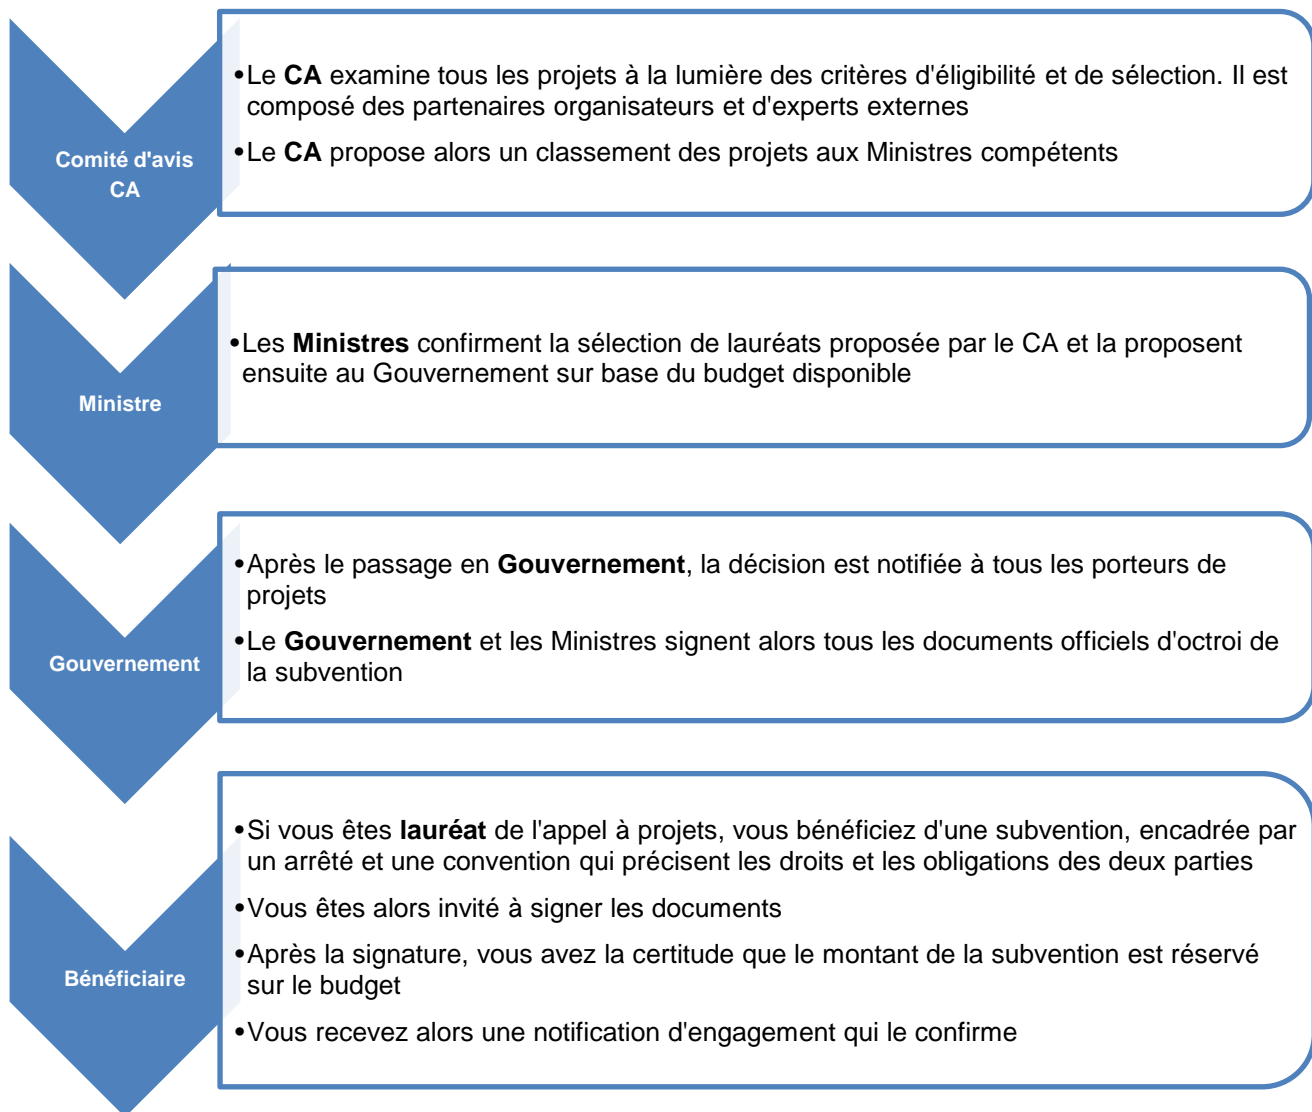 Comité d'avis
CA
•Le CA examine tous les projets à la lumière des critères d'éligibilité et de sélection. Il est
composé des partenaires organisateurs et d'experts externes
•Le CA propose alors un classement des projets aux Ministres compétents
Ministre
•Les Ministres confirment la sélection de lauréats proposée par le CA et la proposent
ensuite au Gouvernement sur base du budget disponible
Gouvernement
•Après le passage en Gouvernement, la décision est notifiée à tous les porteurs de
projets
•Le Gouvernement et les Ministres signent alors tous les documents officiels d'octroi de
la subvention
Bénéficiaire
•Si vous êtes lauréat de l'appel à projets, vous bénéficiez d'une subvention, encadrée par
un arrêté et une convention qui précisent les droits et les obligations des deux parties
•Vous êtes alors invité à signer les documents
•Après la signature, vous avez la certitude que le montant de la subvention est réservé
sur le budget
•Vous recevez alors une notification d'engagement qui le confirme